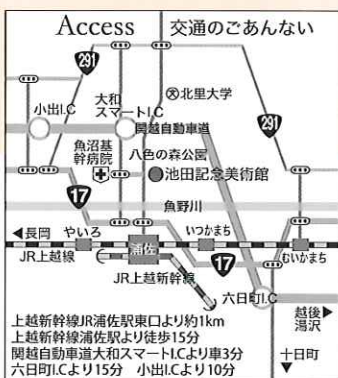 Access 交通のごあんない
291
北里大学
小出I.C
大和
スマートI.C
関越自動車道
291
魚沼基
幹病院
八色の森公園
池田記念美術館
17
魚野川
◀長岡
やいろ
浦佐
いつかまち
むいかまち
JR上越線
17
JR上越新幹線
六日町I.C
越後▶
湯沢
十日町
▼
上越新幹線JR浦佐駅東口より約1km
上越新幹線浦佐駅より徒歩15分
関越自動車道大和スマートI.Cより車3分
六日町I.Cより15分 小出I.Cより10分